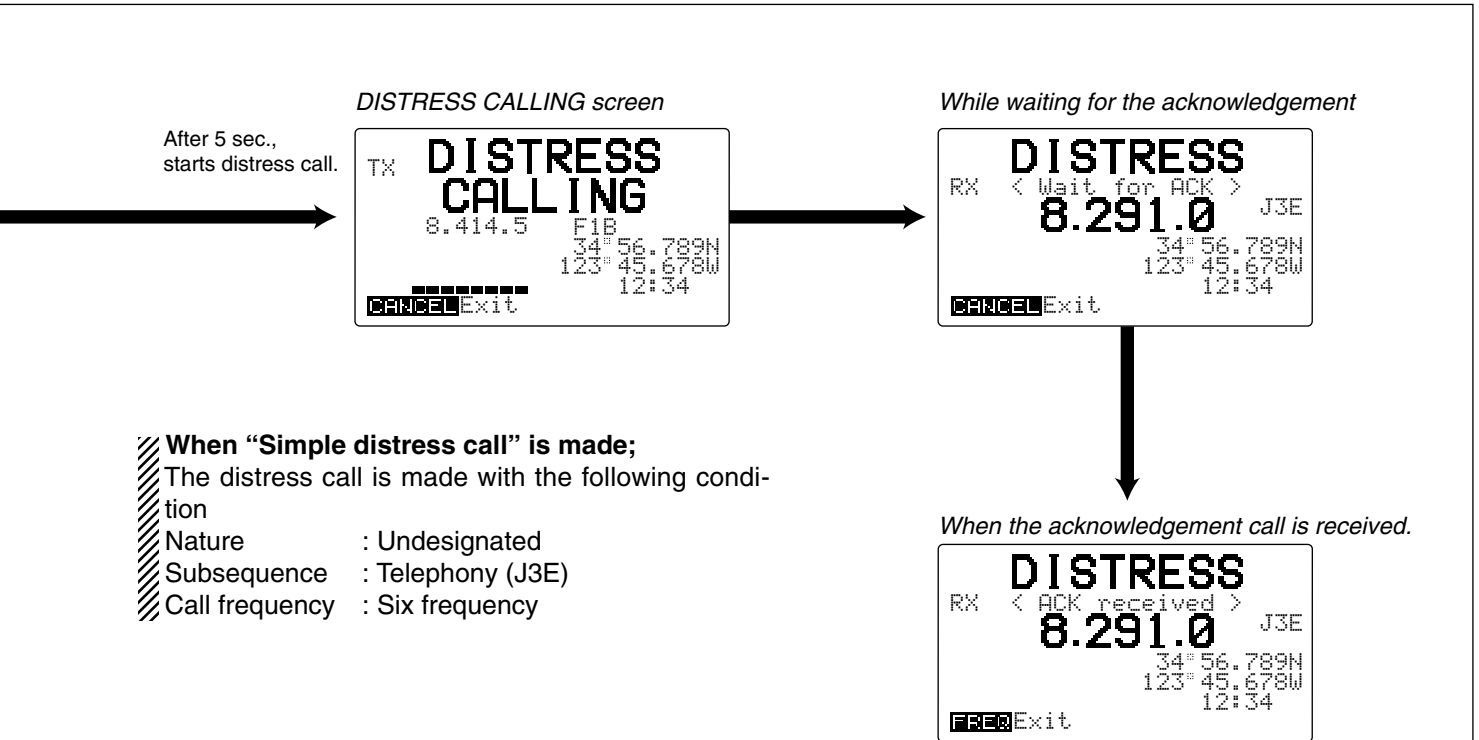 After 5 sec.,
starts distress call.
DISTRESS CALLING screen
TX DISTRESS
CALLING
8.414.5 F1B
34°56.789N
123°45.678W
12:34
CANCEL Exit
While waiting for the acknowledgement
DISTRESS
RX < Wait for ACK >
8.291.0 J3E
34°56.789N
123°45.678W
12:34
CANCEL Exit
When “Simple distress call” is made;
The distress call is made with the following condi-
tion
Nature : Undesignated
Subsequence : Telephony (J3E)
Call frequency : Six frequency
When the acknowledgement call is received.
DISTRESS
RX < ACK received >
8.291.0 J3E
34°56.789N
123°45.678W
12:34
FREQ Exit